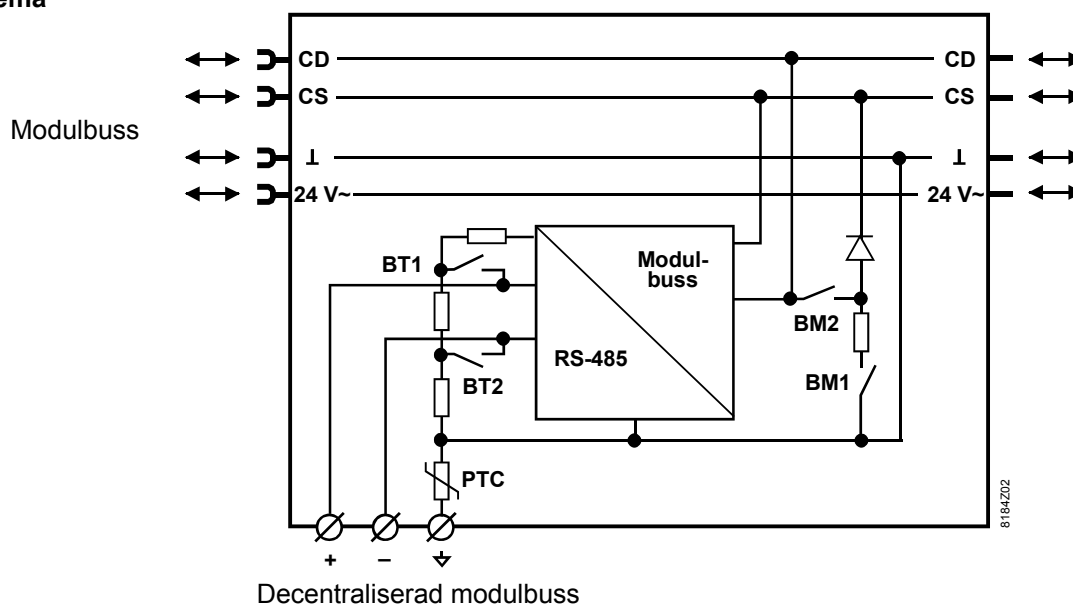 ema
CD
CD
CS
CS
Modulbuss
⊥
⊥
24 V~
24 V~
BT1
Modul-
buss
BM2
RS-485
BT2
BM1
PTC
8184Z02
+
–
Decentraliserad modulbuss